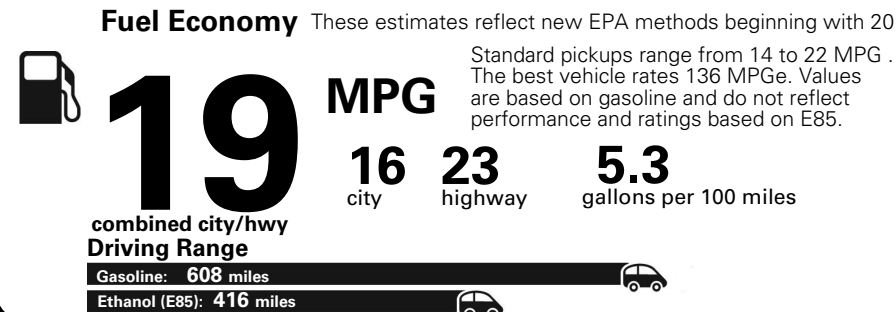 Fuel Economy These estimates reflect new EPA methods beginning with 20
Standard pickups range from 14 to 22 MPG .
The best vehicle rates 136 MPGe. Values
are based on gasoline and do not reflect
performance and ratings based on E85.
19 MPG
16 23 5.3
city highway gallons per 100 miles
combined city/hwy
Driving Range
Gasoline: 608 miles
Ethanol (E85): 416 miles